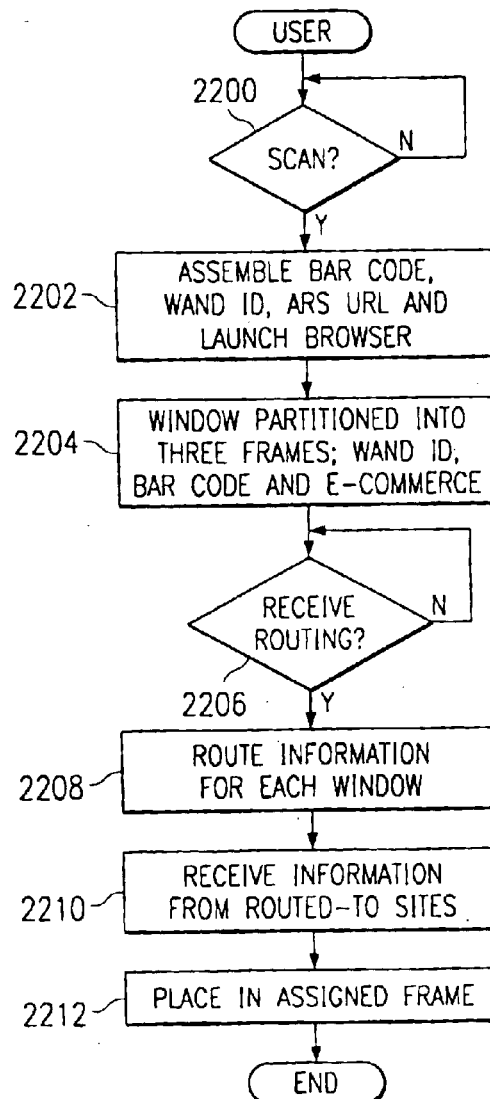 USER
2200
SCAN?
N
Y
2202
ASSEMBLE BAR CODE,
WAND ID, ARS URL AND
LAUNCH BROWSER
2204
WINDOW PARTITIONED INTO
THREE FRAMES; WAND ID,
BAR CODE AND E-COMMERCE
RECEIVE
ROUTING?
N
2206
Y
2208
ROUTE INFORMATION
FOR EACH WINDOW
2210
RECEIVE INFORMATION
FROM ROUTED-TO SITES
2212
PLACE IN ASSIGNED FRAME
END